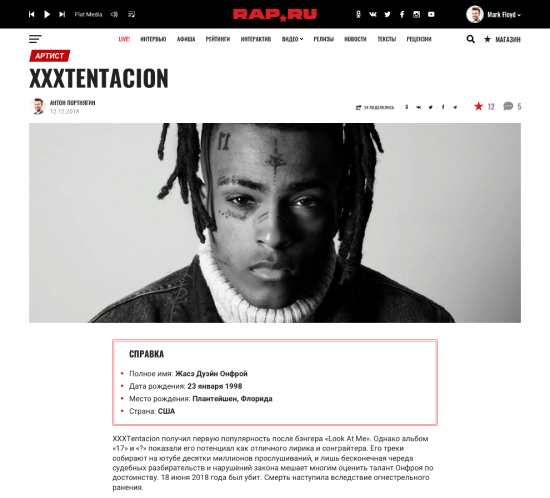 Flat Media
RAP.RU
Mark Floyd
LIVE! ИНТЕРВЬЮ АФИША РЕЙТИНГИ ИНТЕРАКТИВ ВИДЕО РЕЛИЗЫ НОВОСТИ ТЕКСТЫ РЕЦЕНЗИИ
МАГАЗИН
АРТИСТ
XXXTENTACION
АНТОН ПОРТНЯГИН
12.12.2018
24 ПОДЕЛИЛИСЬ
12
5
17
СПРАВКА
Полное имя: Жасэ Дуэйн Онфрой
Дата рождения: 23 января 1998
Место рождения: Плантейшен, Флорида
Страна: США
XXXTentacion получил первую популярность после бэнгера «Look At Me». Однако альбом
«17» и «?» показали его потенциал как отличного лирика и сонграйтера. Его треки
собирают на ютубе десятки миллионов прослушиваний, и лишь бесконечная череда
судебных разбирательств и нарушений закона мешает многим оценить талант Онфроя по
достоинству. 18 июня 2018 года был убит. Смерть наступила вследствие огнестрельного
ранения.